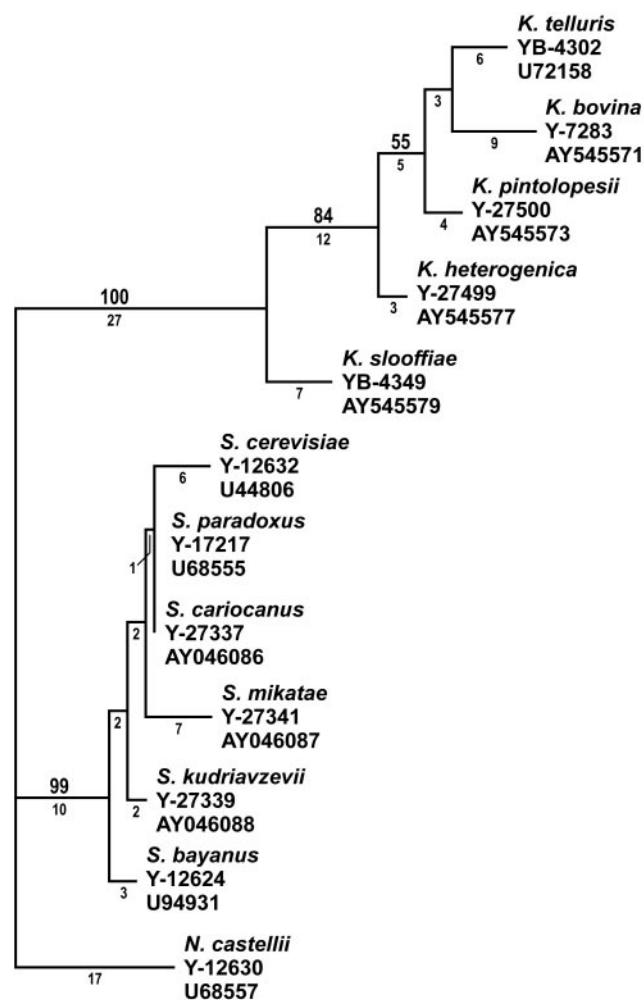 K. telluris
6
YB-4302
U72158
3
K. bovina
9
Y-7283
AY545571
55
5
K. pintolopesii
4
Y-27500
AY545573
84
12
K. heterogenica
3
Y-27499
AY545577
100
27
K. slooffiae
7
YB-4349
AY545579
S. cerevisiae
6
Y-12632
U44806
S. paradoxus
Y-17217
1
U68555
S. cariocanus
2
Y-27337
AY046086
S. mikatae
7
Y-27341
AY046087
2
S. kudriavzevii
2
Y-27339
AY046088
99
10
S. bayanus
3
Y-12624
U94931
N. castellii
17
Y-12630
U68557